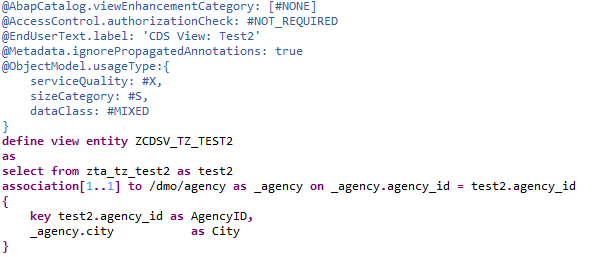 @AbapCatalog.viewEnhancementCategory: [#NONE]
@AccessControl.authorizationCheck: #NOT_REQUIRED
@EndUserText.label: 'CDS View: Test2'
@Metadata.ignorePropagatedAnnotations: true
@ObjectModel.usageType:{
    serviceQuality: #X,
    sizeCategory: #S,
    dataClass: #MIXED
}
define view entity ZCDSV_TZ_TEST2
as
select from zta_tz_test2 as test2
association[1..1] to /dmo/agency as _agency on _agency.agency_id = test2.agency_id
{
    key test2.agency_id as AgencyID,
    _agency.city        as City
}